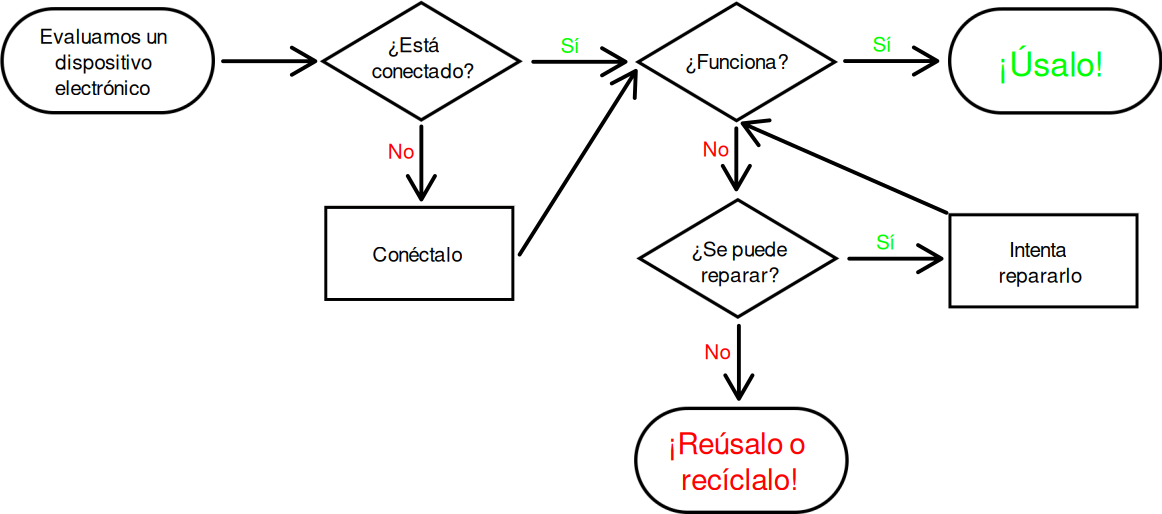 Evaluamos un
dispositivo
electrónico
¿Está
conectado?
Sí
¿Funciona?
Sí
¡Úsalo!
No
Conéctalo
No
¿Se puede
reparar?
Sí
Intenta
repararlo
No
¡Reúsalo o
recíclalo!